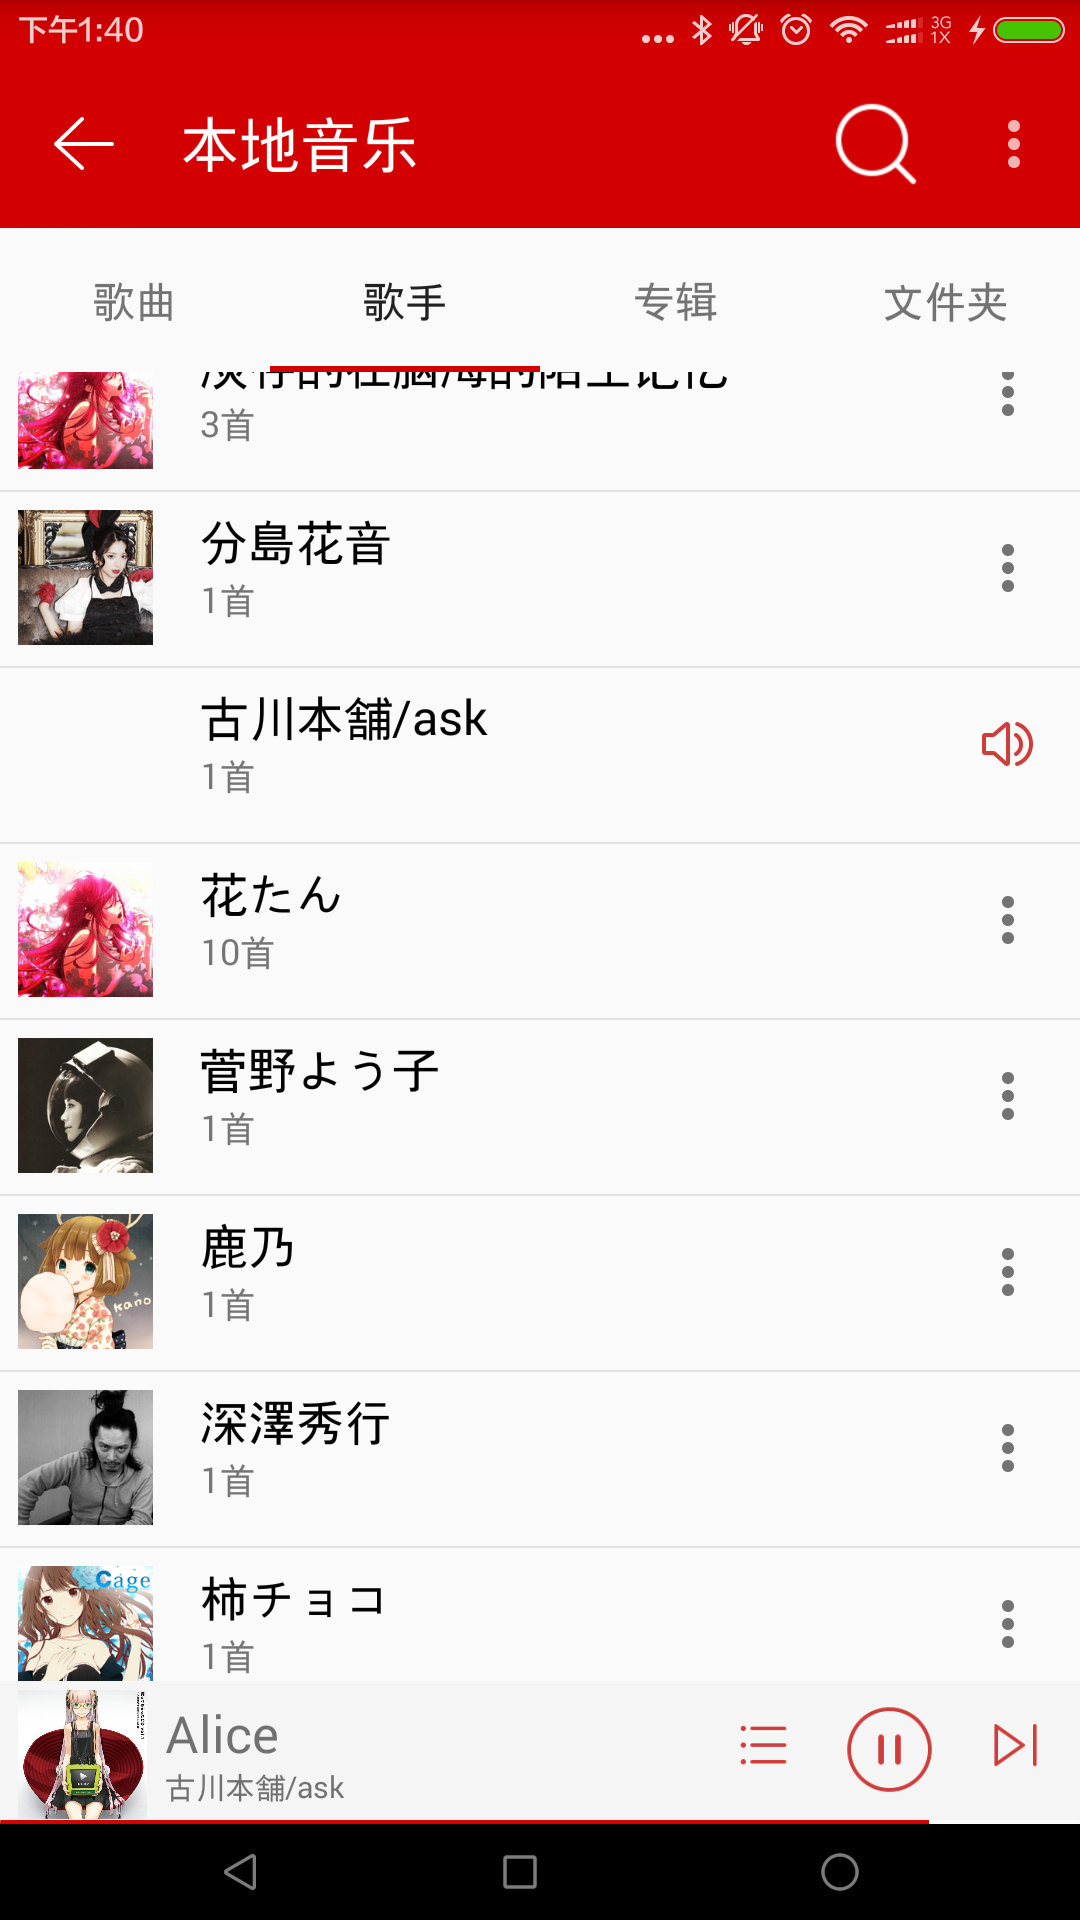 下午1:40
3G
1X
本地音乐
歌曲
歌手
专辑
文件夹
3首
分島花音
1首
古川本舗/ask
1首
花たん
10首
菅野よう子
1首
鹿乃
1首
kano
深澤秀行
1首
Cage
柿チョコ
1首
Alice
古川本舗/ask